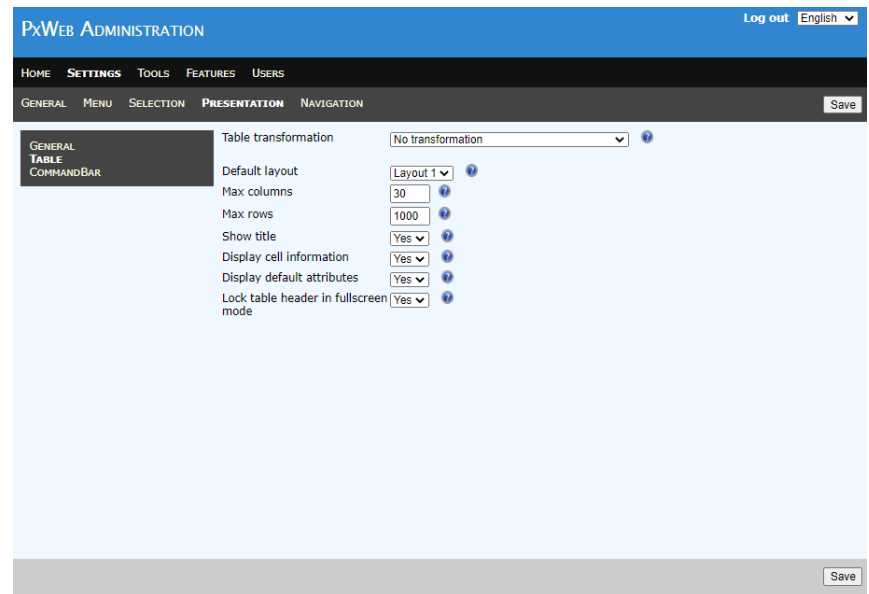 PxWeb Administration
Log out English
Home Settings Tools Features Users
General Menu Selection Presentation Navigation Save
General
Table
CommandBar
Table transformation No transformation ?
Default layout Layout 1 ?
Max columns 30 ?
Max rows 1000 ?
Show title Yes ?
Display cell information Yes ?
Display default attributes Yes ?
Lock table header in fullscreen Yes ?
mode
Save